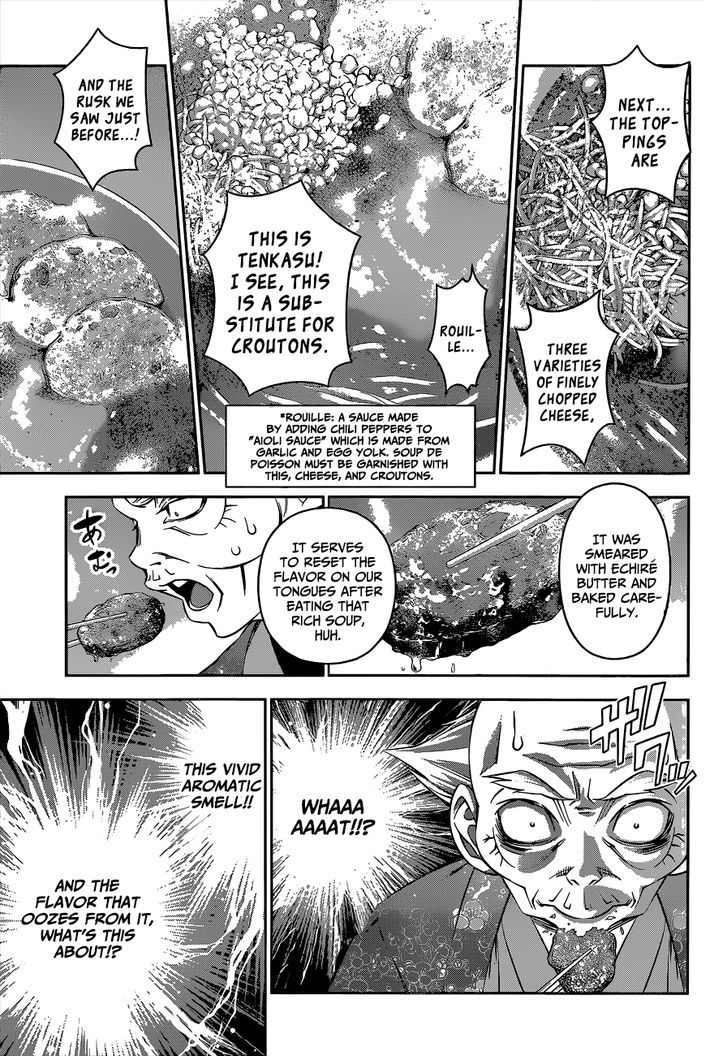 NEXT...
THE TOP-
PINGS
ARE
THREE
VARIETIES
OF FINELY
CHOPPED
CHEESE,
ROUIL-
LE...
THIS IS
TENKASU!
I SEE, THIS
IS A SUB-
STITUTE FOR
CROUTONS.
*ROUILLE: A SAUCE MADE
BY ADDING CHILI PEPPERS TO
"AIOLI SAUCE" WHICH IS MADE FROM
GARLIC AND EGG YOLK. SOUP DE
POISSON MUST BE GARNISHED WITH
THIS, CHEESE, AND CROUTONS.
AND THE
RUSK WE
SAW JUST
BEFORE...!
IT WAS
SMEARED
WITH ECHIRÉ
BUTTER AND
BAKED CARE-
FULLY.
IT SERVES
TO RESET THE
FLAVOR ON OUR
TONGUES AFTER
EATING THAT
RICH SOUP,
HUH.
あむっ
ザクッ
WHAAA
AAAAT!!?
THIS VIVID
AROMATIC
SMELL!!
AND THE
FLAVOR THAT
OOZES FROM IT,
WHAT'S THIS
ABOUT!?